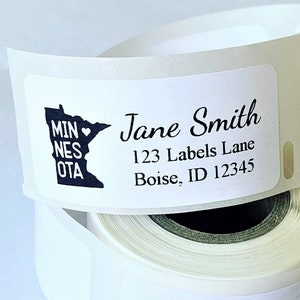 MIN
NES
OTA
Jane Smith
123 Labels Lane
Boise, ID 12345